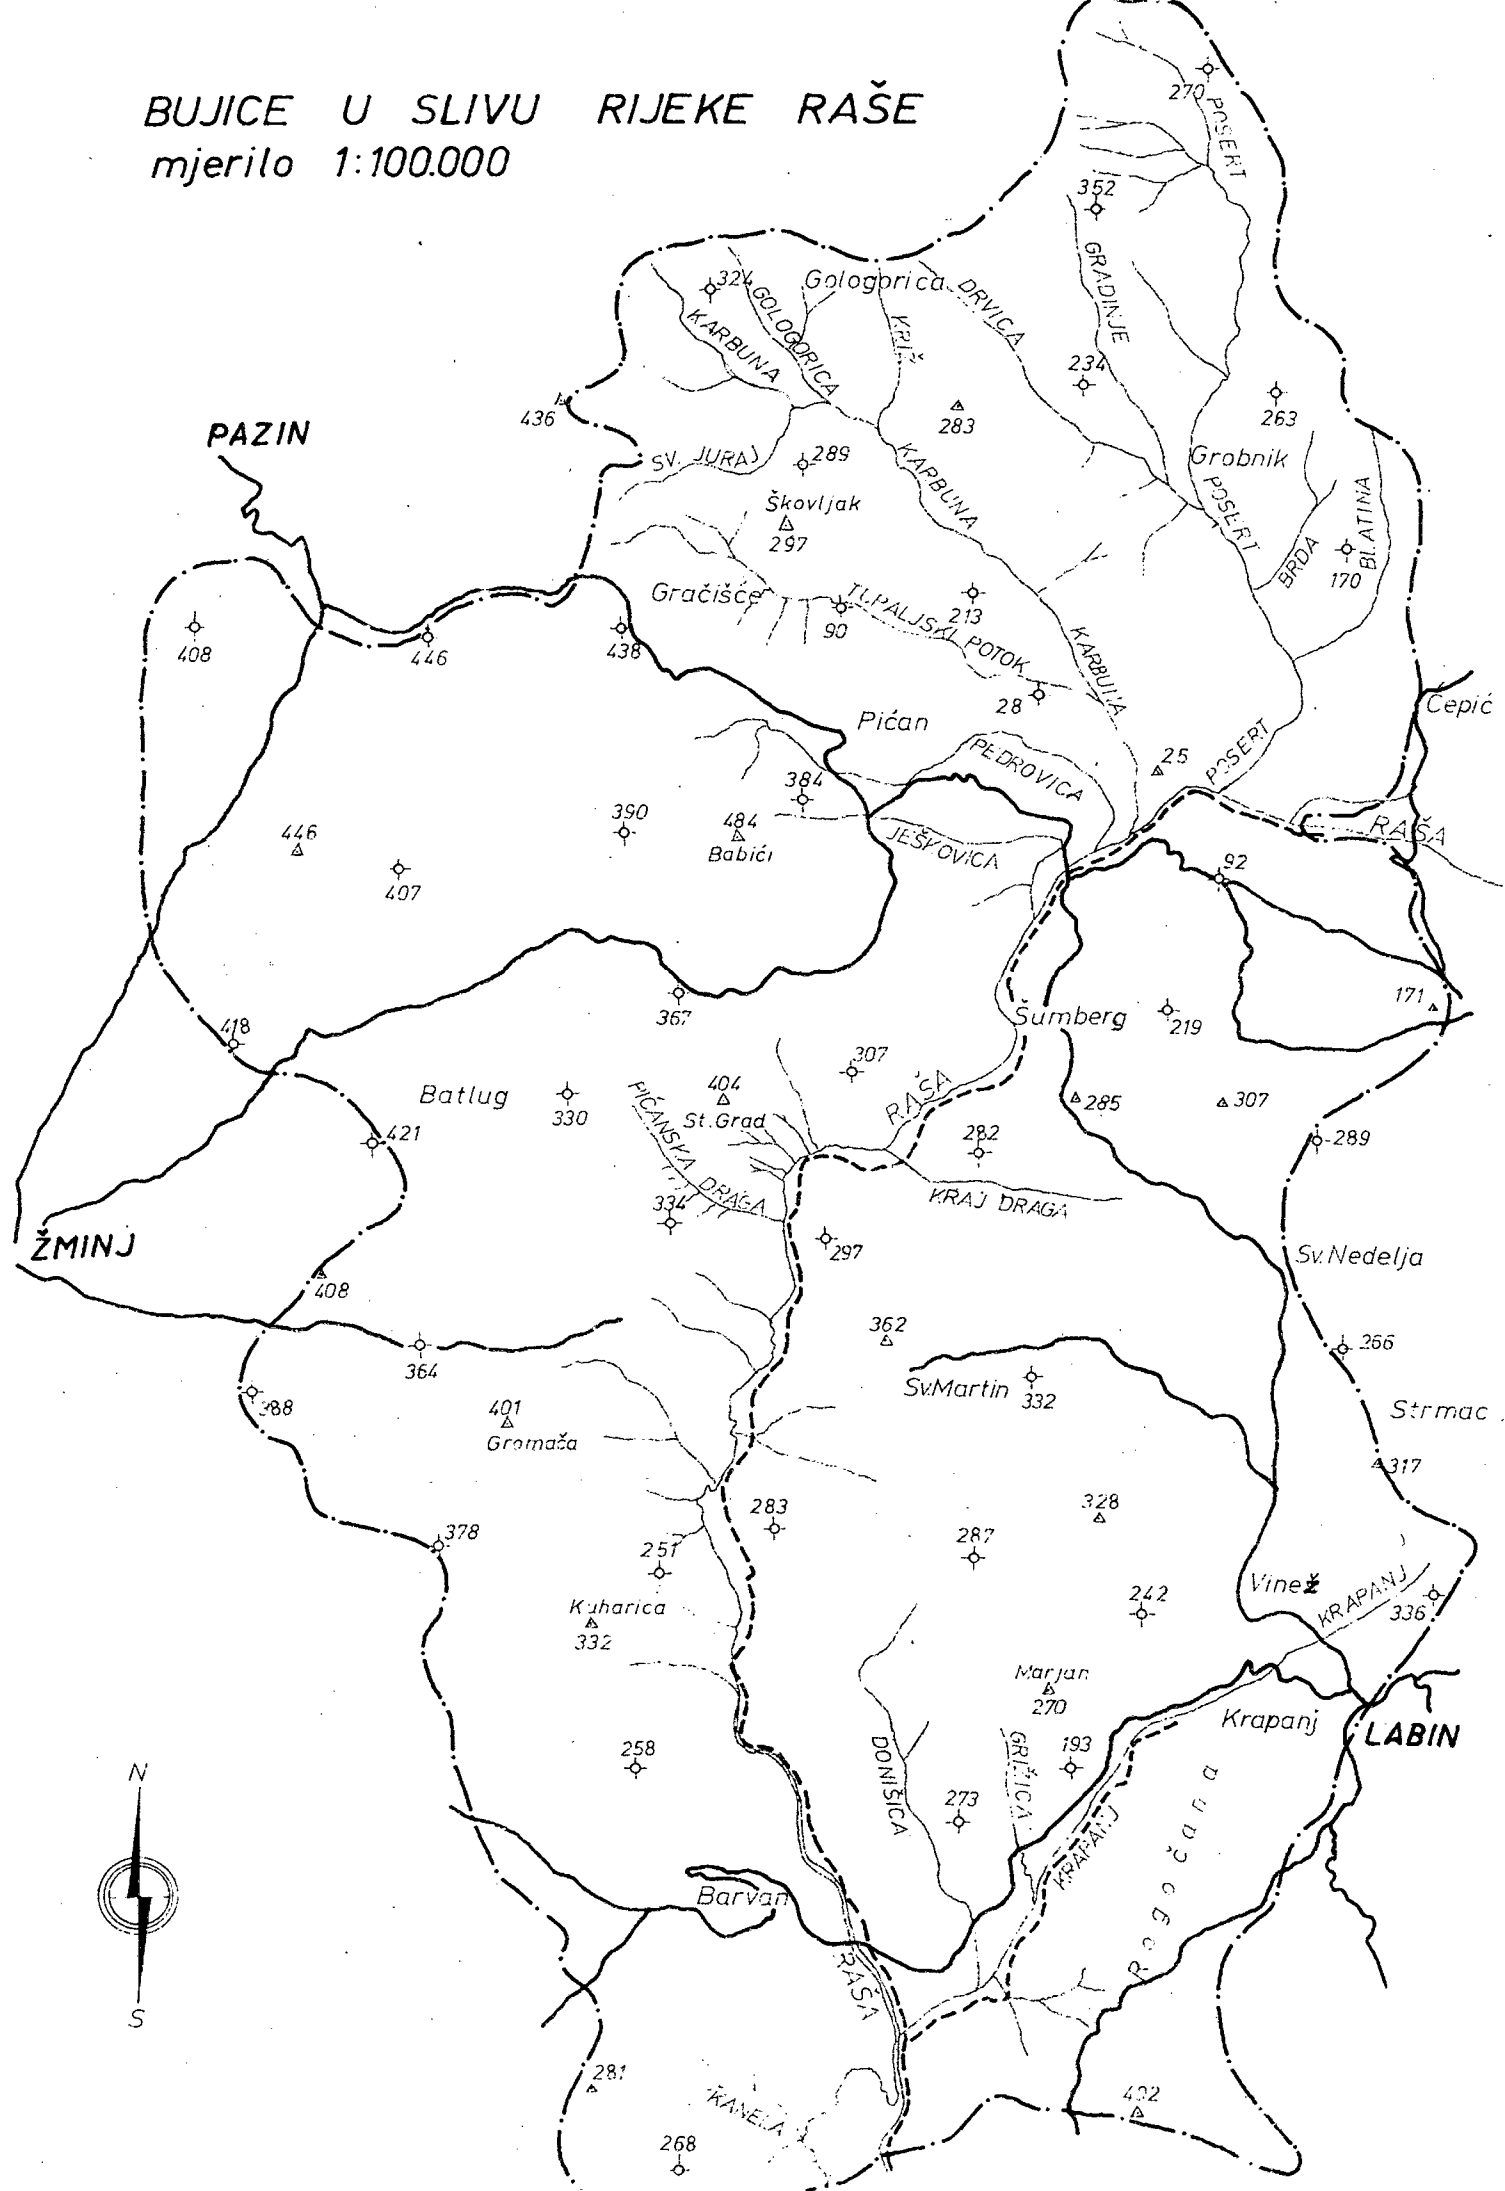 BUJICE U SLIVU RIJEKE RAŠE
mjerilo 1:100.000
270
POSERT
352
GRADINJE
324
Gologorica
DRVICA
GOLOGORICA
KARBUNA
KRIŽ
234
263
436
283
PAZIN
SV. JURAJ
289
Grobnik
KARBUNA
POSERT
BLATINA
Škovljak
297
BRDA
170
Gračišće
TUPALJSKI POTOK
90
213
408
446
438
KARBUNA
28
Čepić
Pićan
PEDROVICA
25
POSERT
384
390
484
Babići
446
JEŠKOVICA
RAŠA
407
92
367
171
Šumberg
219
418
307
RAŠA
Batlug
330
PIĆANSKA DRAGA
404
St.Grad
285
307
421
282
289
334
KRAJ DRAGA
297
ŽMINJ
Sv.Nedelja
408
362
266
364
Sv.Martin
332
388
401
Gromača
Strmac
317
283
328
378
251
287
Vinež
KRAPANJ
336
Kuharica
332
242
Marjan
270
Krapanj
LABIN
DONIŠICA
GRIŽICA
193
N
258
273
KRAPANJ
Rogočana
Barvan
RAŠA
S
281
KANELA
402
268